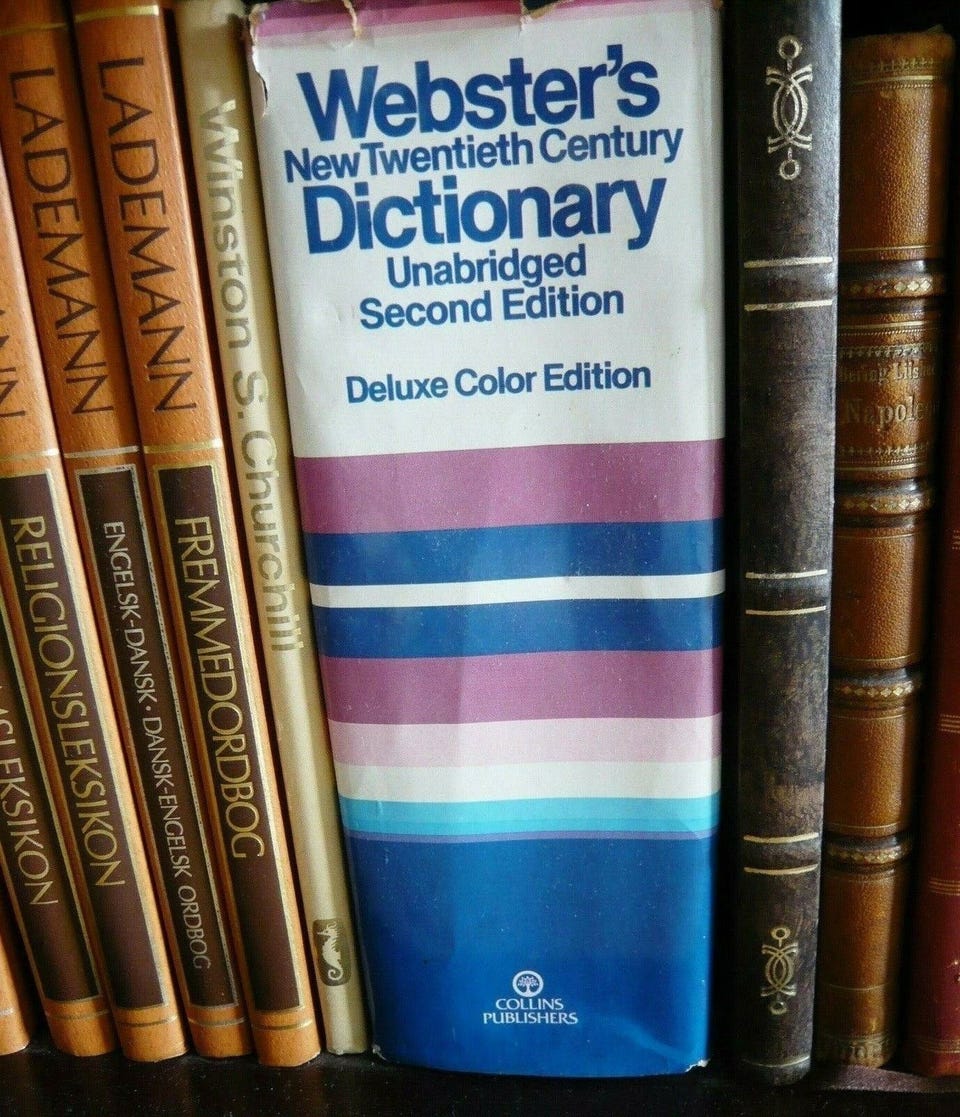 RELIGIONSLEKSIKON
LADEMANN
ENGELSK-DANSK · DANSK-ENGELSK ORDBOG
LADEMANN
FREMMEDORDBOG
Winston S. Churchill
Webster's
New Twentieth Century
Dictionary
Unabridged
Second Edition
Deluxe Color Edition
COLLINS
PUBLISHERS